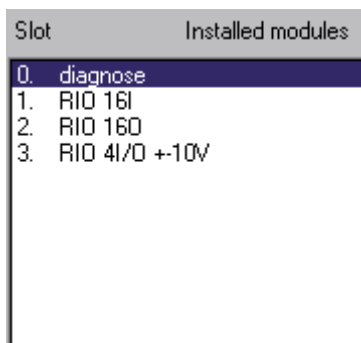 Slot Installed modules
0. diagnose
1. RIO 16I
2. RIO 16O
3. RIO 4I/O +-10V